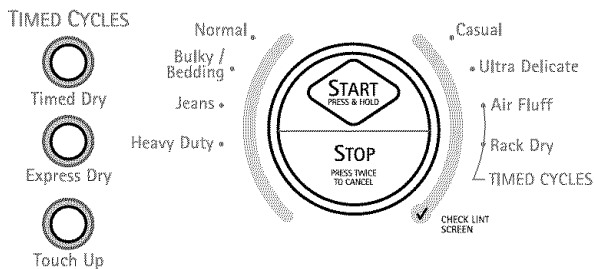 TIMED CYCLES
Timed Dry
Express Dry
Touch Up
Normal
Bulky /
Bedding
Jeans
Heavy Duty
START
PRESS & HOLD
STOP
PRESS TWICE
TO CANCEL
Casual
Ultra Delicate
Air Fluff
Rack Dry
TIMED CYCLES
CHECK LINT
SCREEN